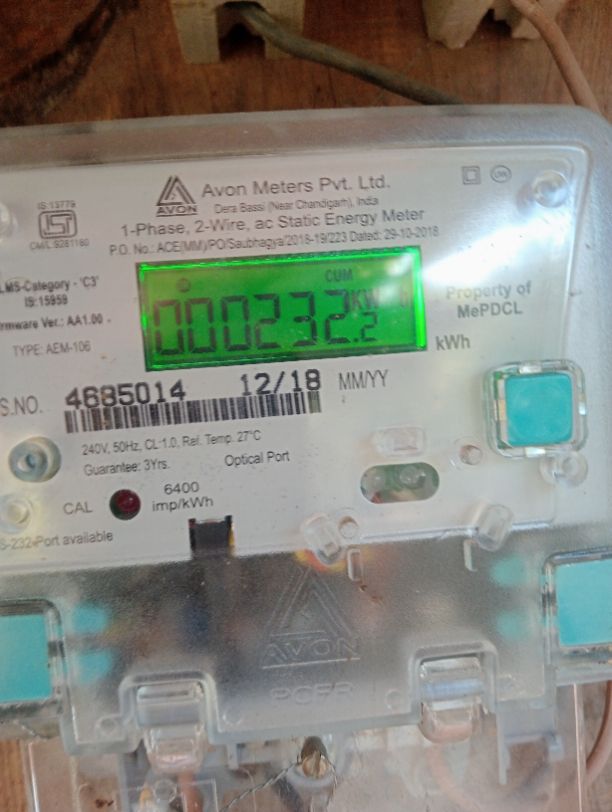 IS:13779
ISI
CM/L 9281180
AVON
Avon Meters Pvt. Ltd.
Dera Bassi (Near Chandigarh), India
1-Phase, 2-Wire, ac Static Energy Meter
P.O. No.: ACE(MM)/PO/Saubhagya/2018-19/223 Dated: 29-10-2018
LMS-Category - 'C3'
IS:15959
rmware Ver.: AA1.00
TYPE: AEM-106
CUM
000232.2
KW H
Property of
MePDCL
kWh
S.NO. 4685014 12/18 MM/YY
240V, 50Hz, CL-1.0, Ref. Temp. 27°C
Guarantee: 3Yrs.
Optical Port
CAL
6400
imp/kWh
S-232-Port available
AVON